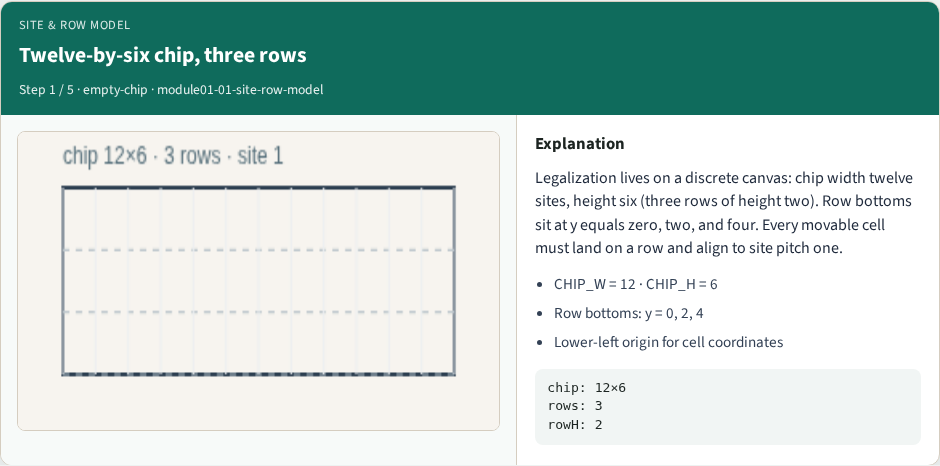 SITE & ROW MODEL
Twelve-by-six chip, three rows
Step 1 / 5 · empty-chip · module01-01-site-row-model
chip 12×6 · 3 rows · site 1
Explanation
Legalization lives on a discrete canvas: chip width twelve
sites, height six (three rows of height two). Row bottoms
sit at y equals zero, two, and four. Every movable cell
must land on a row and align to site pitch one.
• CHIP_W = 12 · CHIP_H = 6
• Row bottoms: y = 0, 2, 4
• Lower-left origin for cell coordinates
chip: 12×6
rows: 3
rowH: 2